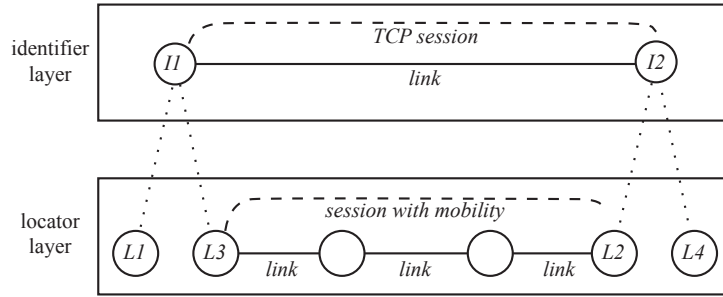 identifier
layer
TCP session
I1
I2
link
locator
layer
session with mobility
L1
L3
L2
L4
link
link
link